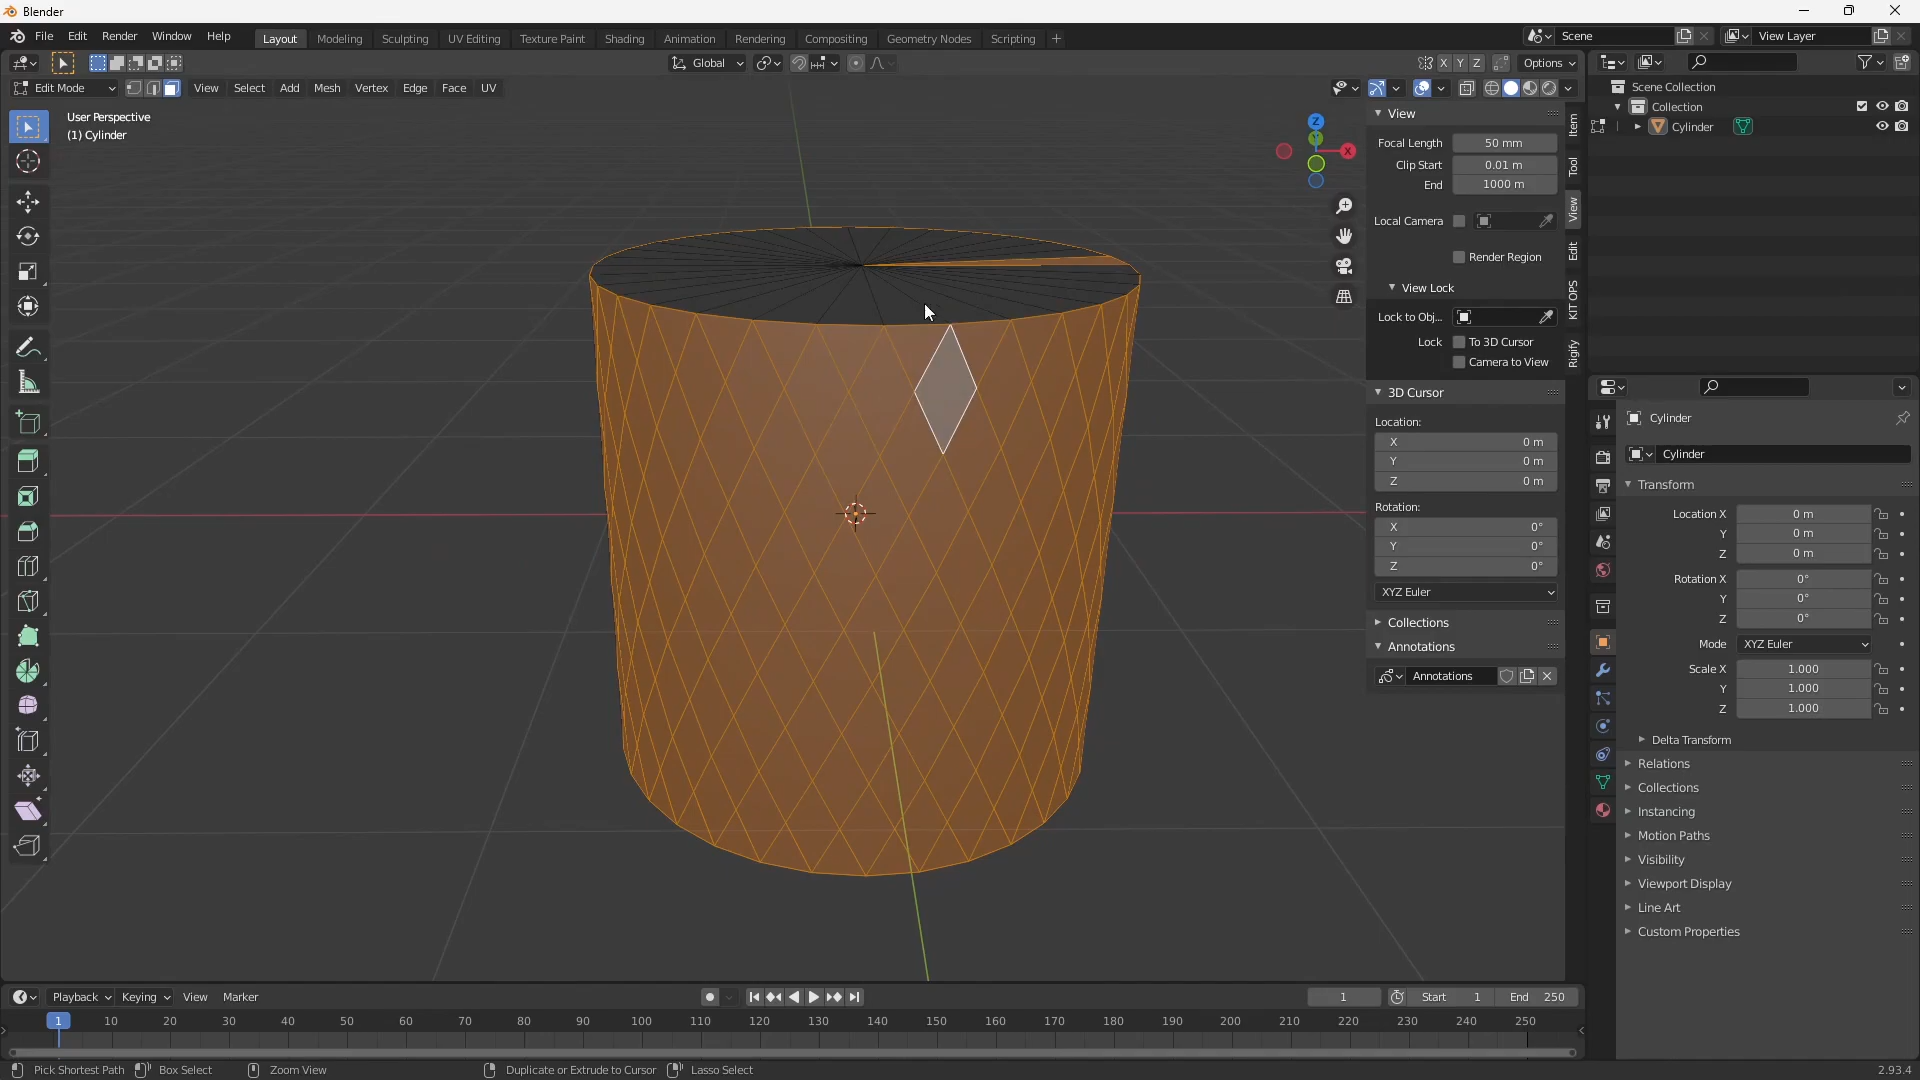 Blender
File Edit Render Window Help Layout Modeling Sculpting UV Editing Texture Paint Shading Animation Rendering Compositing Geometry Nodes Scripting + Scene View Layer
Global X Y Z Options
Edit Mode View Select Add Mesh Vertex Edge Face UV
User Perspective
(1) Cylinder
Z
Y
X
View
Focal Length 50 mm
Clip Start 0.01 m
End 1000 m
Local Camera
Render Region
View Lock
Lock to Obj...
Lock To 3D Cursor
Camera to View
3D Cursor
Location:
X 0 m
Y 0 m
Z 0 m
Rotation:
X 0°
Y 0°
Z 0°
XYZ Euler
Collections
Annotations
Annotations
Item
Tool
View
Edit
KIT OPS
Rigify
Scene Collection
Collection
Cylinder
Cylinder
Cylinder
Transform
Location X 0 m
Y 0 m
Z 0 m
Rotation X 0°
Y 0°
Z 0°
Mode XYZ Euler
Scale X 1.000
Y 1.000
Z 1.000
Delta Transform
Relations
Collections
Instancing
Motion Paths
Visibility
Viewport Display
Line Art
Custom Properties
Playback Keying View Marker 1 Start 1 End 250
1 10 20 30 40 50 60 70 80 90 100 110 120 130 140 150 160 170 180 190 200 210 220 230 240 250
Pick Shortest Path Box Select Zoom View Duplicate or Extrude to Cursor Lasso Select 2.93.4